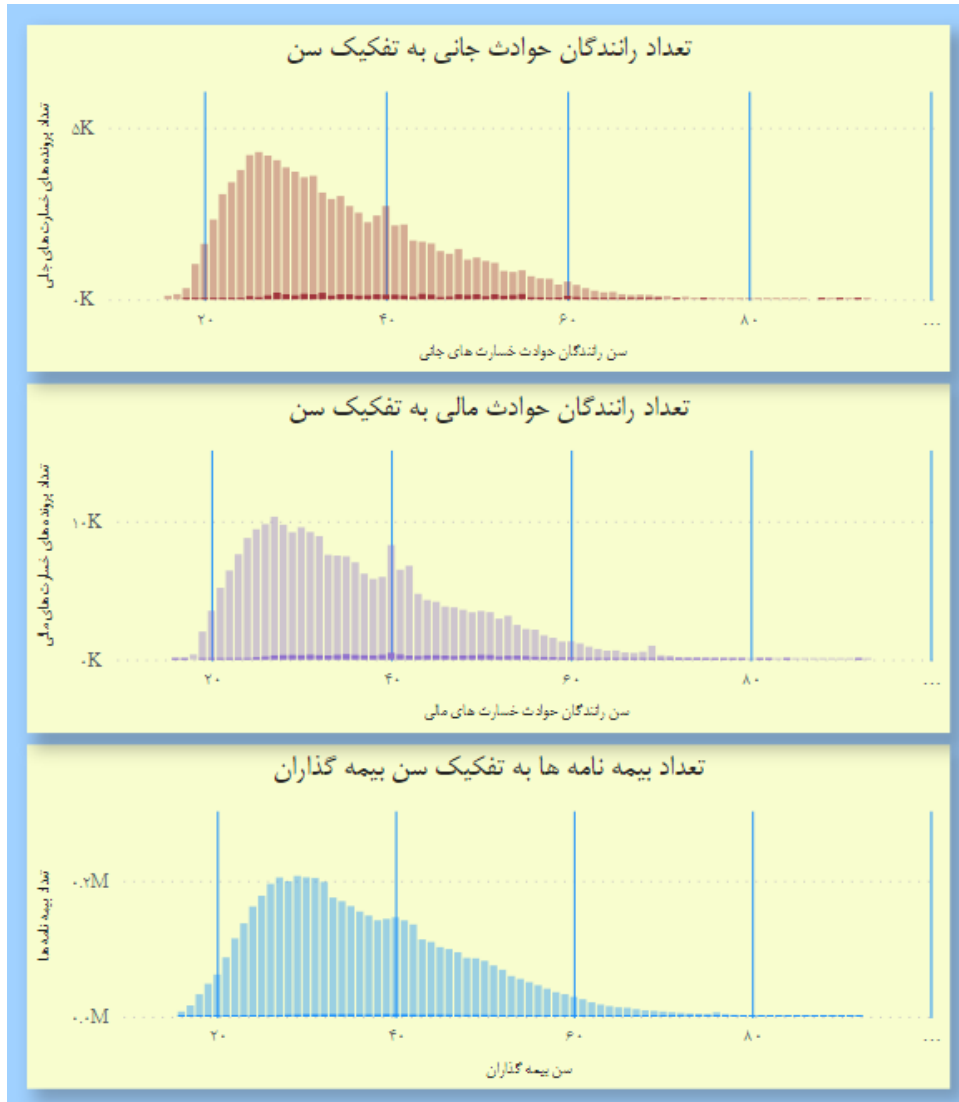 تعداد رانندگان حوادث جانی به تفکیک سن
تعداد پرونده های خسارت های جانی
۵K
۰K
۲۰
۴۰
۶۰
۸۰
...
سن رانندگان حوادث خسارت های جانی
تعداد رانندگان حوادث مالی به تفکیک سن
تعداد پرونده های خسارت های مالی
۱۰K
۰K
۲۰
۴۰
۶۰
۸۰
...
سن رانندگان حوادث خسارت های مالی
تعداد بیمه نامه ها به تفکیک سن بیمه گذاران
تعداد بیمه نامه ها
۰.۲M
۰.۰M
۲۰
۴۰
۶۰
۸۰
...
سن بیمه گذاران